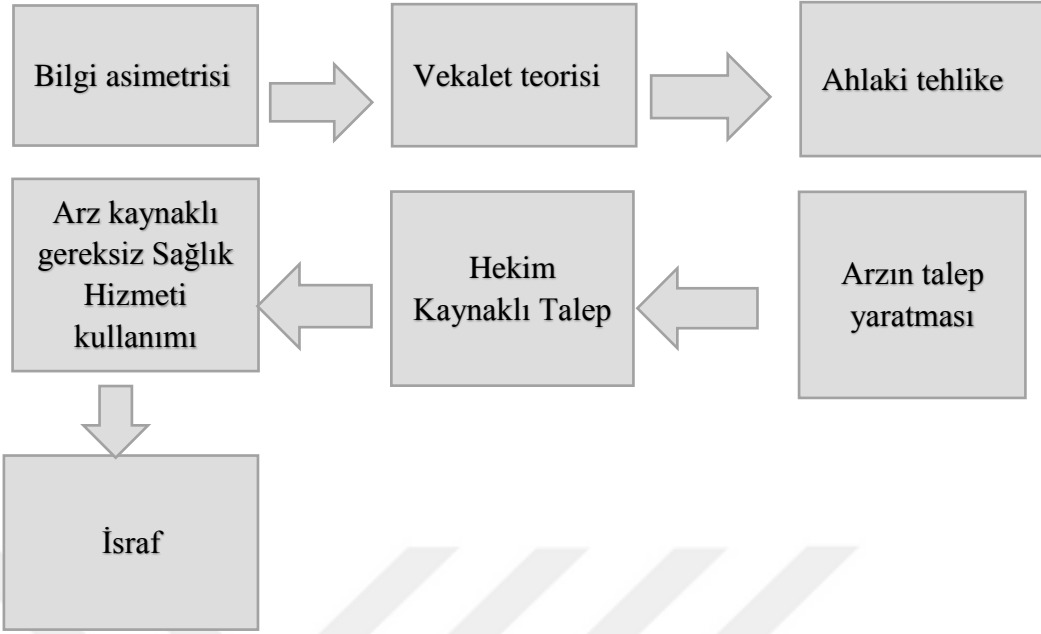 Bilgi asimetrisi
Vekalet teorisi
Ahlaki tehlike
Arz kaynaklı
gereksiz Sağlık
Hizmeti
kullanımı
Hekim
Kaynaklı Talep
Arzın talep
yaratması
İsraf